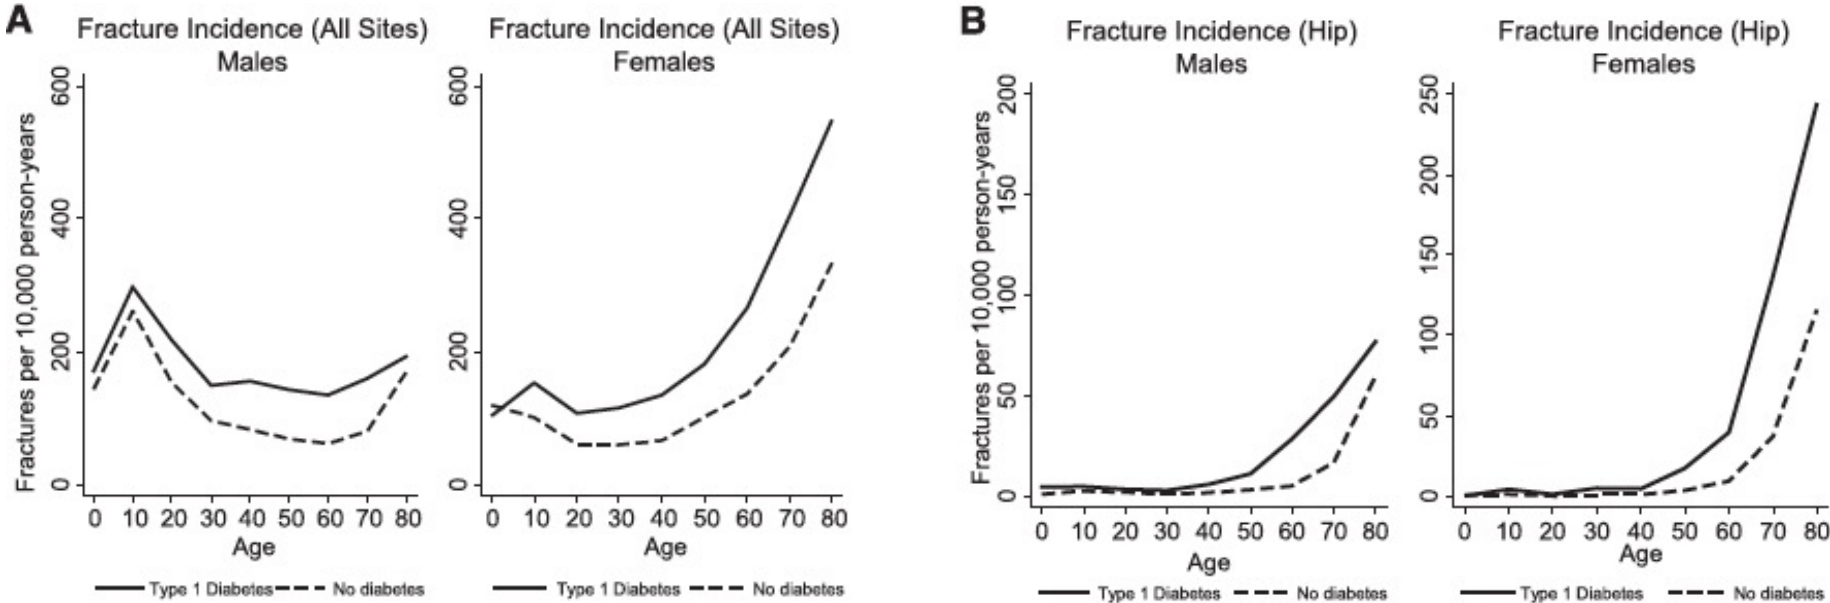 A
Fracture Incidence (All Sites)
Males
Fractures per 10,000 person-years
600
400
200
0
0 10 20 30 40 50 60 70 80
Age
Type 1 Diabetes No diabetes
Fracture Incidence (All Sites)
Females
600
400
200
0
0 10 20 30 40 50 60 70 80
Age
Type 1 Diabetes No diabetes
B
Fracture Incidence (Hip)
Males
Fractures per 10,000 person-years
200
150
100
50
0
0 10 20 30 40 50 60 70 80
Age
Type 1 Diabetes No diabetes
Fracture Incidence (Hip)
Females
250
200
150
100
50
0
0 10 20 30 40 50 60 70 80
Age
Type 1 Diabetes No diabetes